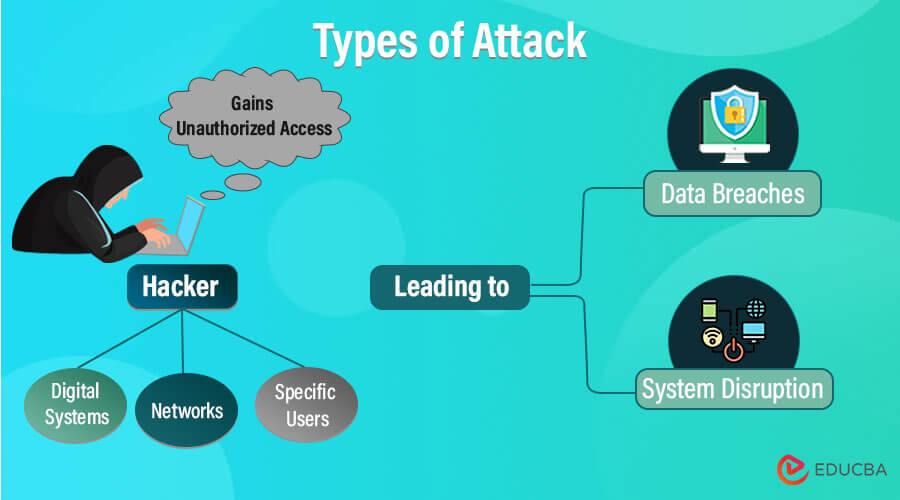 Types of Attack
Gains
Unauthorized Access
Hacker
Digital
Systems
Networks
Specific
Users
Leading to
Data Breaches
System Disruption
EDUCBA